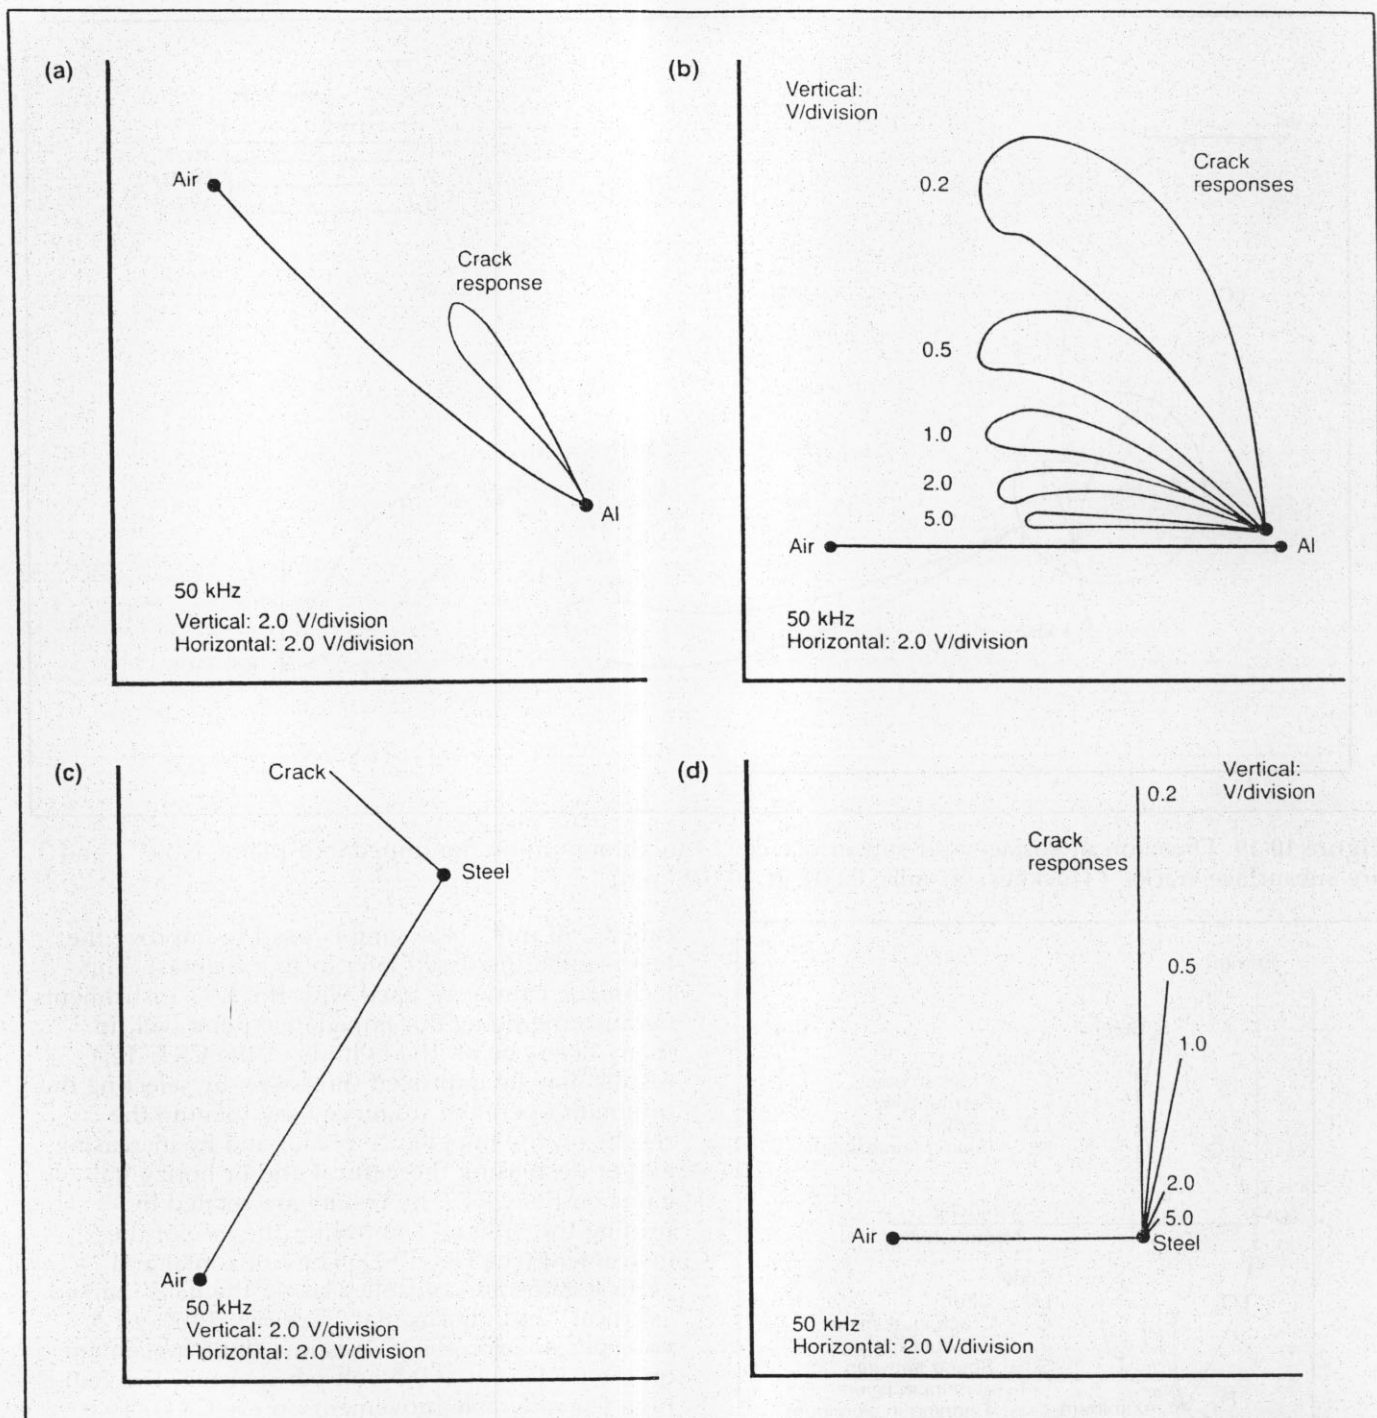 (a)
Air
Crack
response
Al
50 kHz
Vertical: 2.0 V/division
Horizontal: 2.0 V/division
(b)
Vertical:
V/division
Crack
responses
0.2
0.5
1.0
2.0
5.0
Air
Al
50 kHz
Horizontal: 2.0 V/division
(c)
Crack
Steel
Air
50 kHz
Vertical: 2.0 V/division
Horizontal: 2.0 V/division
(d)
Vertical:
V/division
0.2
Crack
responses
0.5
1.0
2.0
5.0
Air
Steel
50 kHz
Horizontal: 2.0 V/division